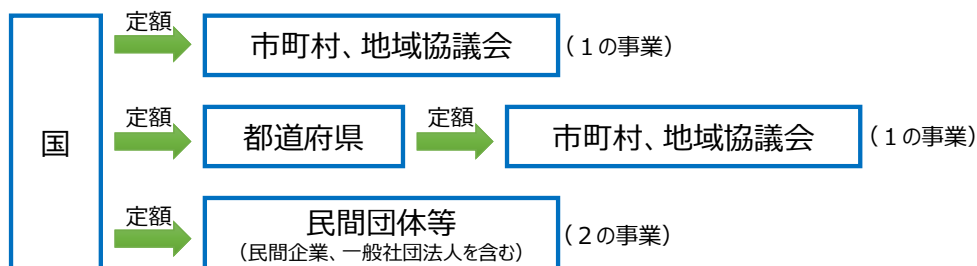 国
定額
市町村、地域協議会
(1の事業)
定額
都道府県
定額
市町村、地域協議会
(1の事業)
定額
民間団体等
(民間企業、一般社団法人を含む)
(2の事業)